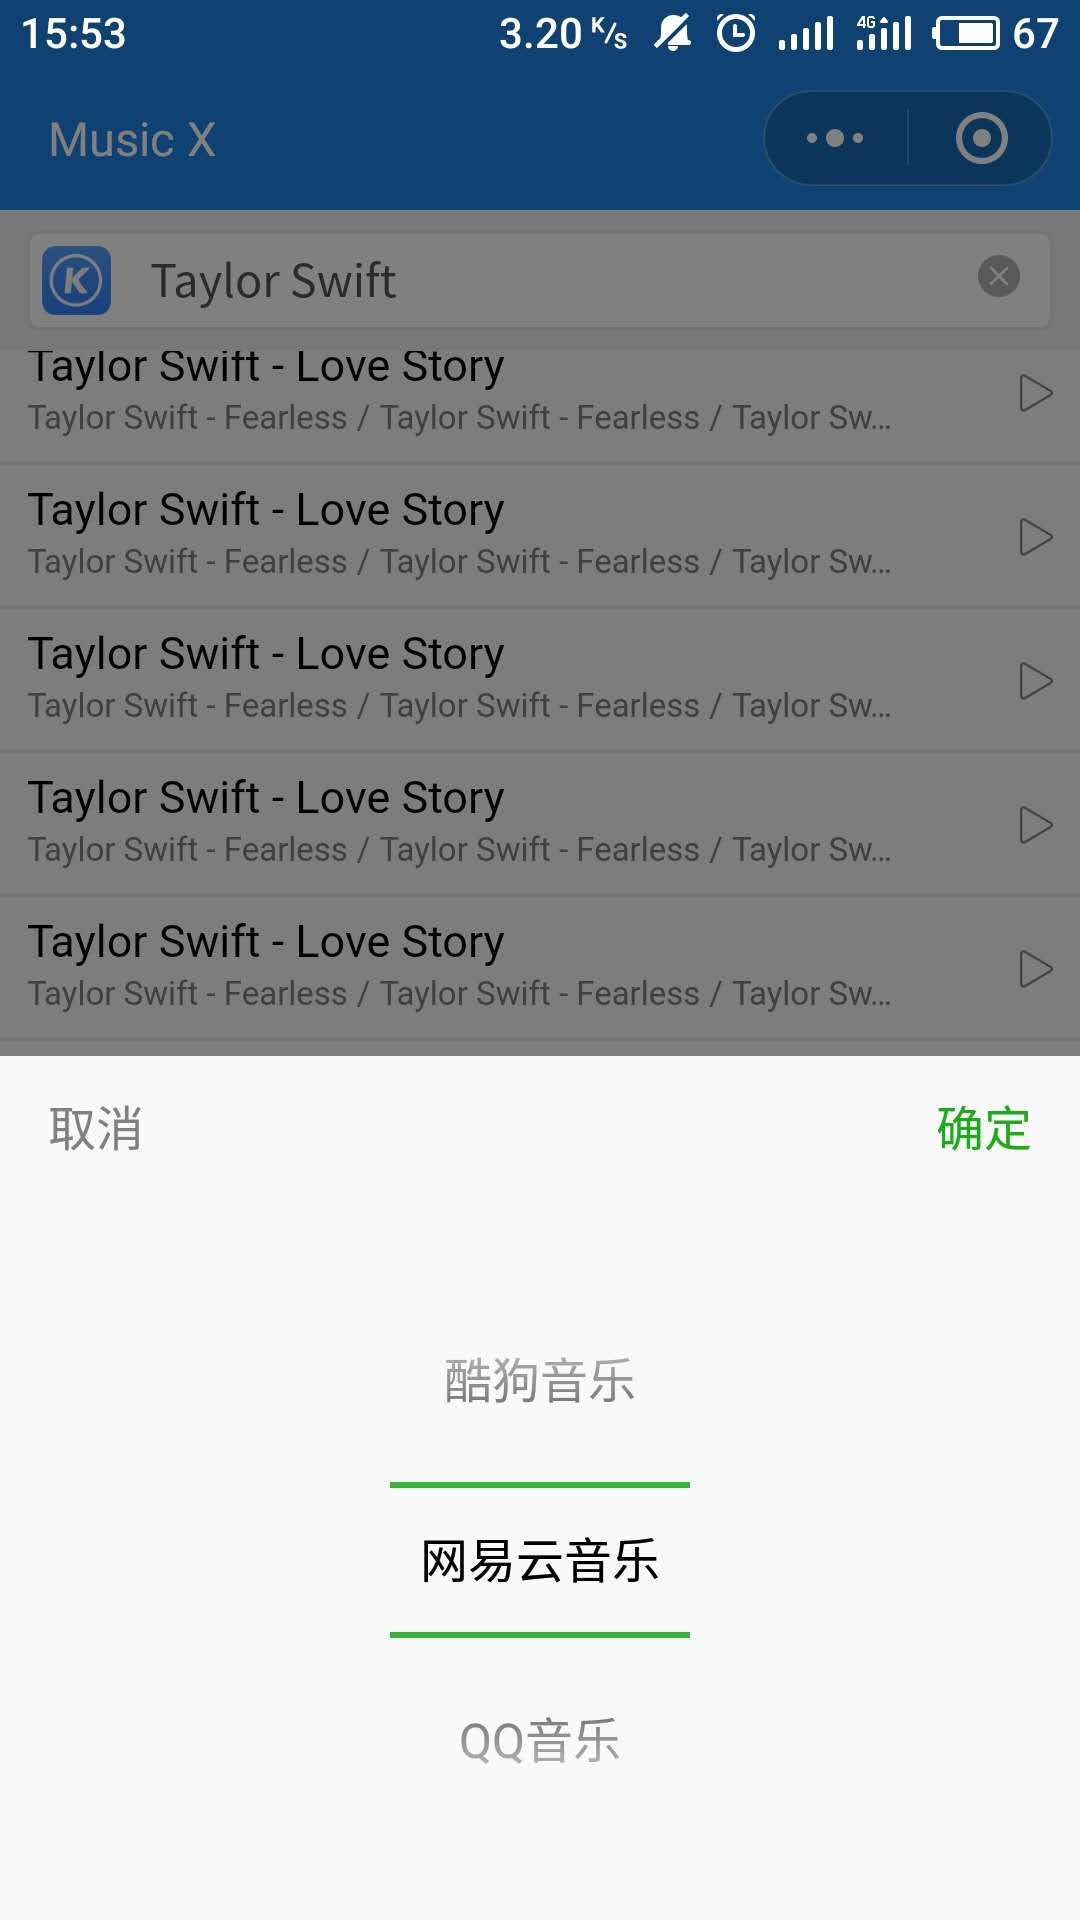 15:53 3.20 K/s 4G 67
Music X
K Taylor Swift
Taylor Swift - Love Story
Taylor Swift - Fearless / Taylor Swift - Fearless / Taylor Sw...
Taylor Swift - Love Story
Taylor Swift - Fearless / Taylor Swift - Fearless / Taylor Sw...
Taylor Swift - Love Story
Taylor Swift - Fearless / Taylor Swift - Fearless / Taylor Sw...
Taylor Swift - Love Story
Taylor Swift - Fearless / Taylor Swift - Fearless / Taylor Sw...
Taylor Swift - Love Story
Taylor Swift - Fearless / Taylor Swift - Fearless / Taylor Sw...
取消 确定
酷狗音乐
网易云音乐
QQ音乐